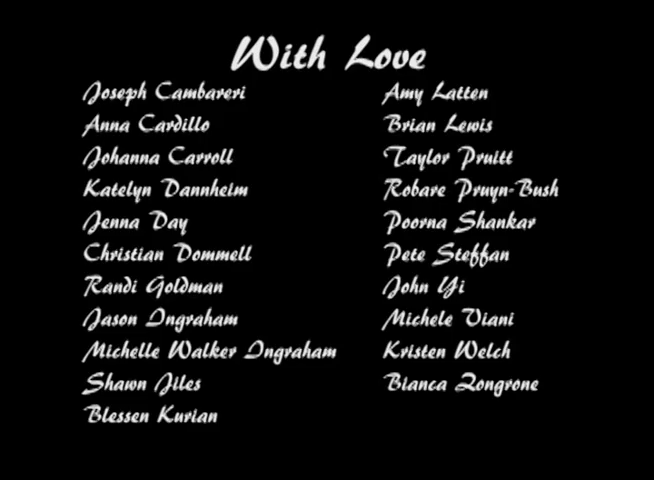 With Love
Joseph Cambareri
Anna Cardillo
Johanna Carroll
Katelyn Dannheim
Jenna Day
Christian Dommell
Randi Goldman
Jason Ingraham
Michelle Walker Ingraham
Shawn Jiles
Blessen Kurian
Amy Latten
Brian Lewis
Taylor Pruitt
Robare Pruyn-Bush
Poorna Shankar
Pete Steffan
John Yi
Michele Viani
Kristen Welch
Bianca Zongrone